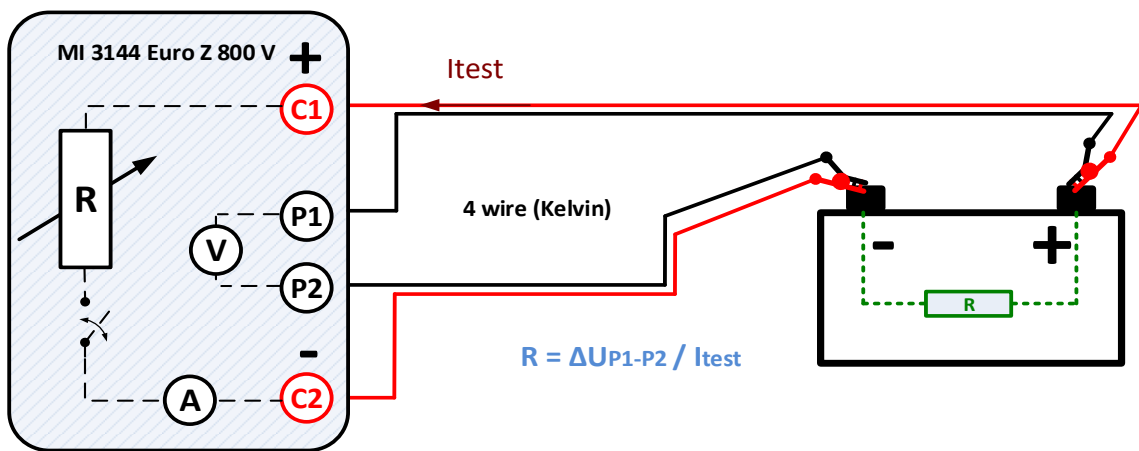 MI 3144 Euro Z 800 V
+
Itest
C1
R
P1
4 wire (Kelvin)
V
P2
- +
R
-
R = ΔUP1-P2 / Itest
A
C2